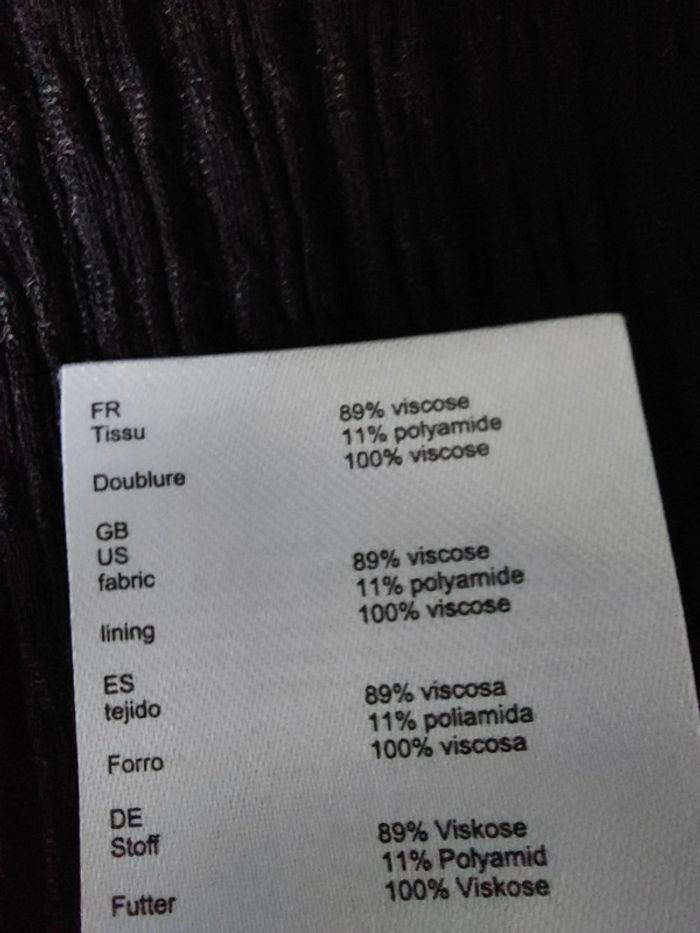 FR
Tissu 89% viscose
11% polyamide
Doublure 100% viscose
GB
US
fabric 89% viscose
11% polyamide
lining 100% viscose
ES
tejido 89% viscosa
11% poliamida
Forro 100% viscosa
DE
Stoff 89% Viskose
11% Polyamid
Futter 100% Viskose